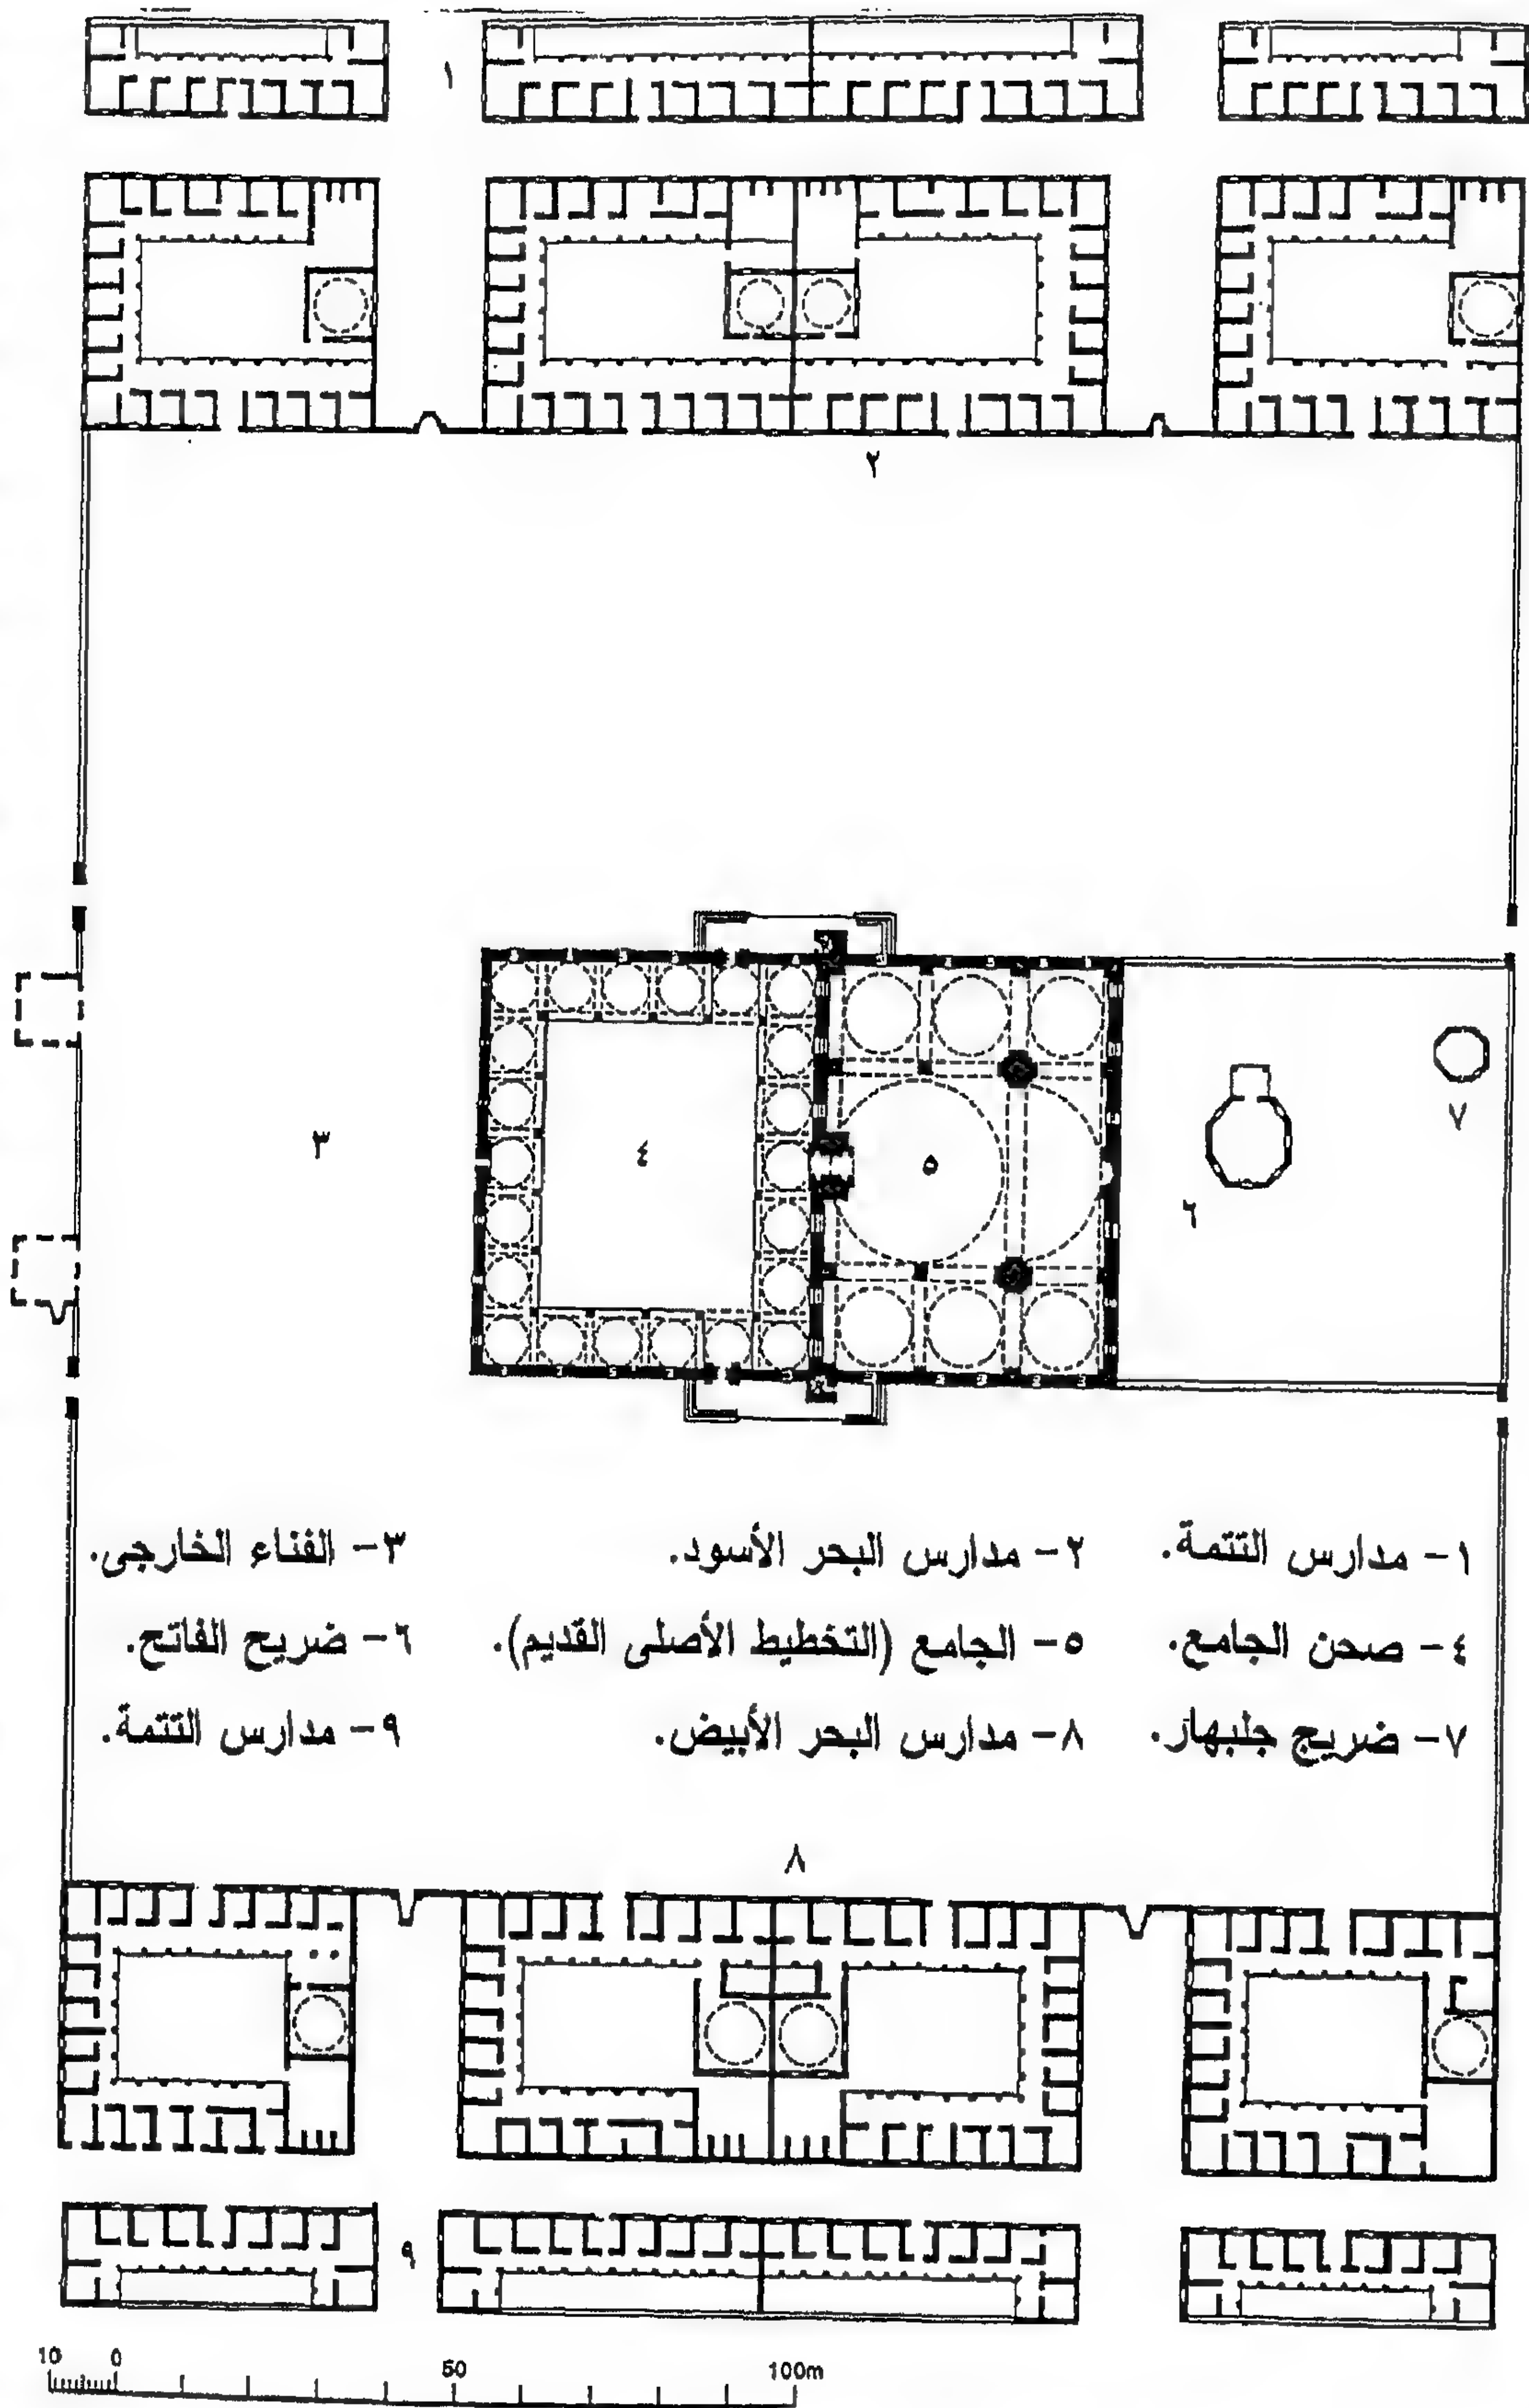 ١
٢
٣
٤
٥
٦
٧
١- مدارس التتمة. ٢- مدارس البحر الأسود. ٣- الفناء الخارجى.
٤- صحن الجامع. ٥- الجامع (التخطيط الأصلى القديم). ٦- ضريح الفاتح.
٧- ضريج جلبهار. ٨- مدارس البحر الأبيض. ٩- مدارس التتمة.
٨
٩
10 0 50 100m